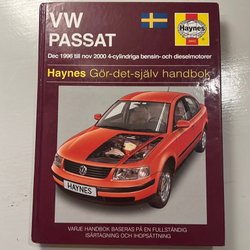 VW
PASSAT
Haynes
Dec 1996 till nov 2000 4-cylindriga bensin- och dieselmotorer
Haynes Gör-det-själv handbok
HAYNES
VARJE HANDBOK BASERAS PÅ EN FULLSTÄNDIG
ISÄRTAGNING OCH IHOPSÄTTNING